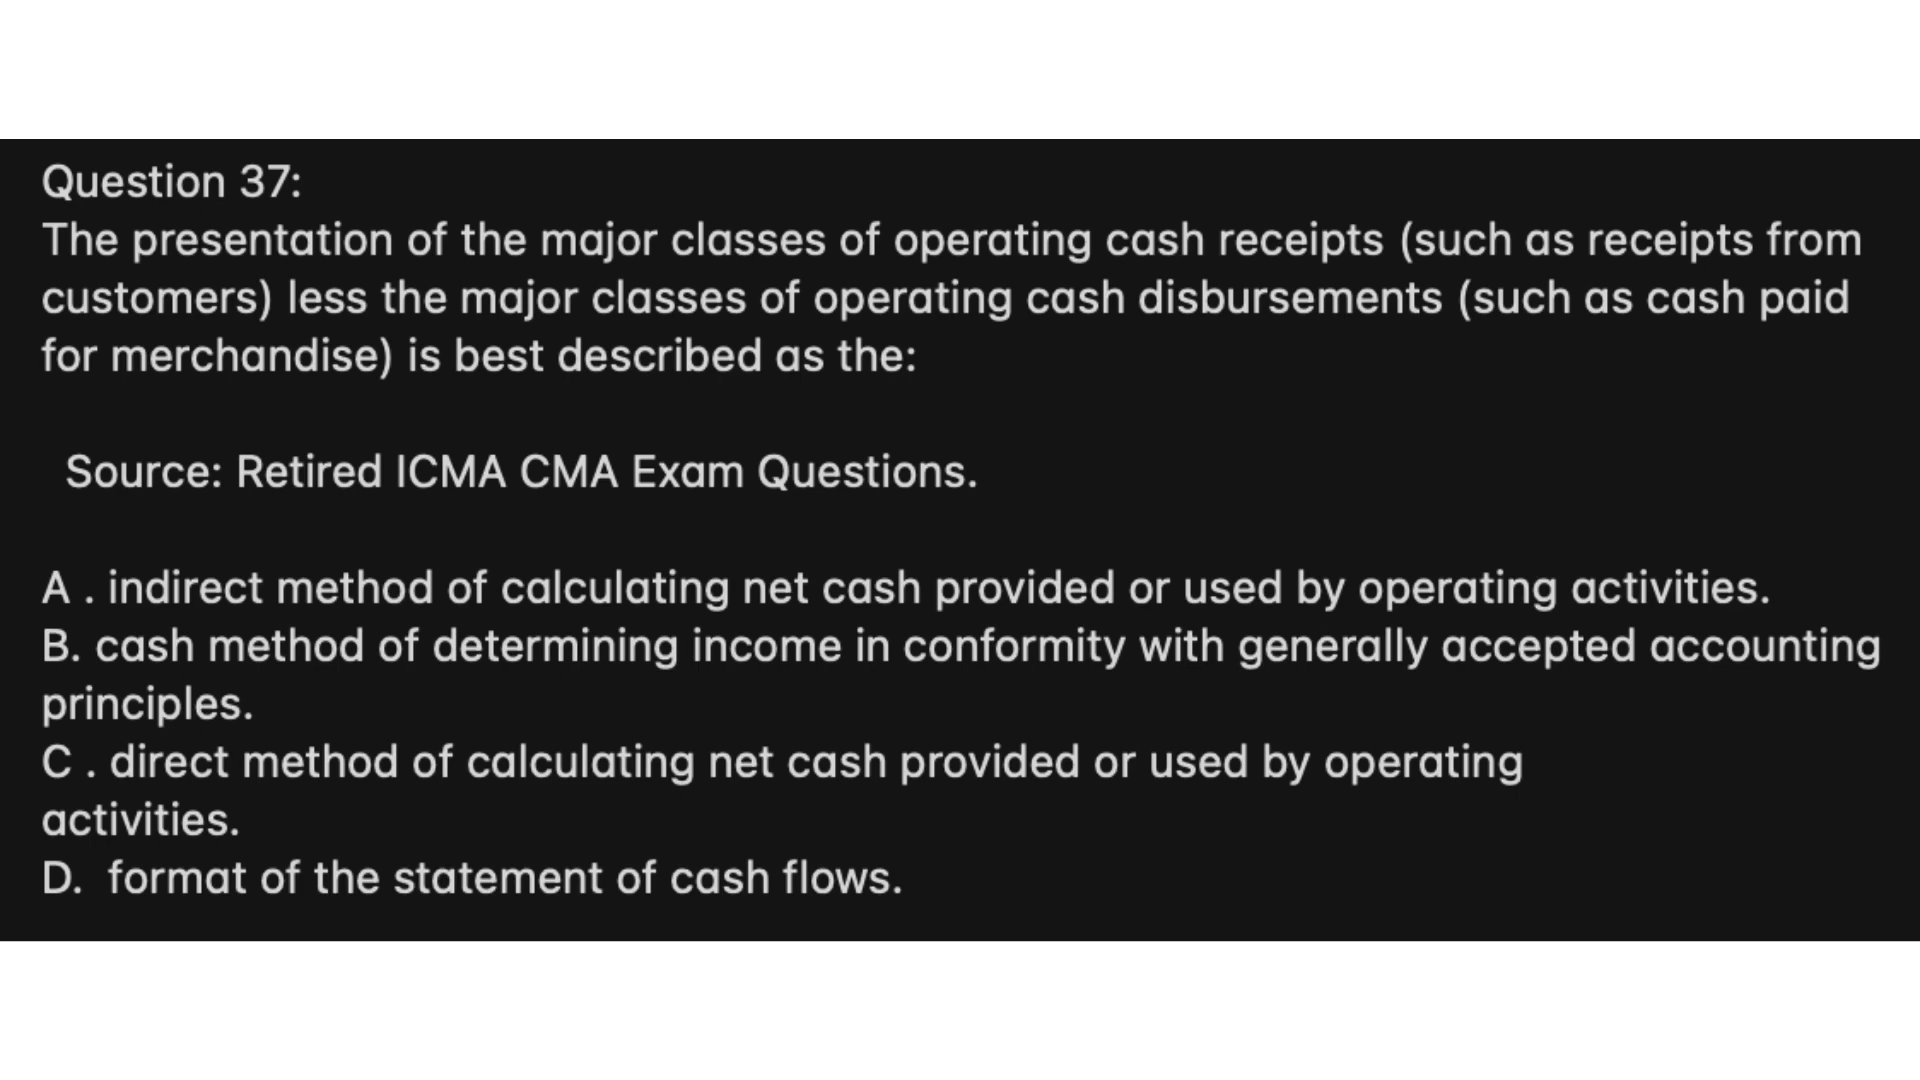 Question 37:
The presentation of the major classes of operating cash receipts (such as receipts from
customers) less the major classes of operating cash disbursements (such as cash paid
for merchandise) is best described as the:
Source: Retired ICMA CMA Exam Questions.
A . indirect method of calculating net cash provided or used by operating activities.
B. cash method of determining income in conformity with generally accepted accounting
principles.
C . direct method of calculating net cash provided or used by operating
activities.
D.  format of the statement of cash flows.